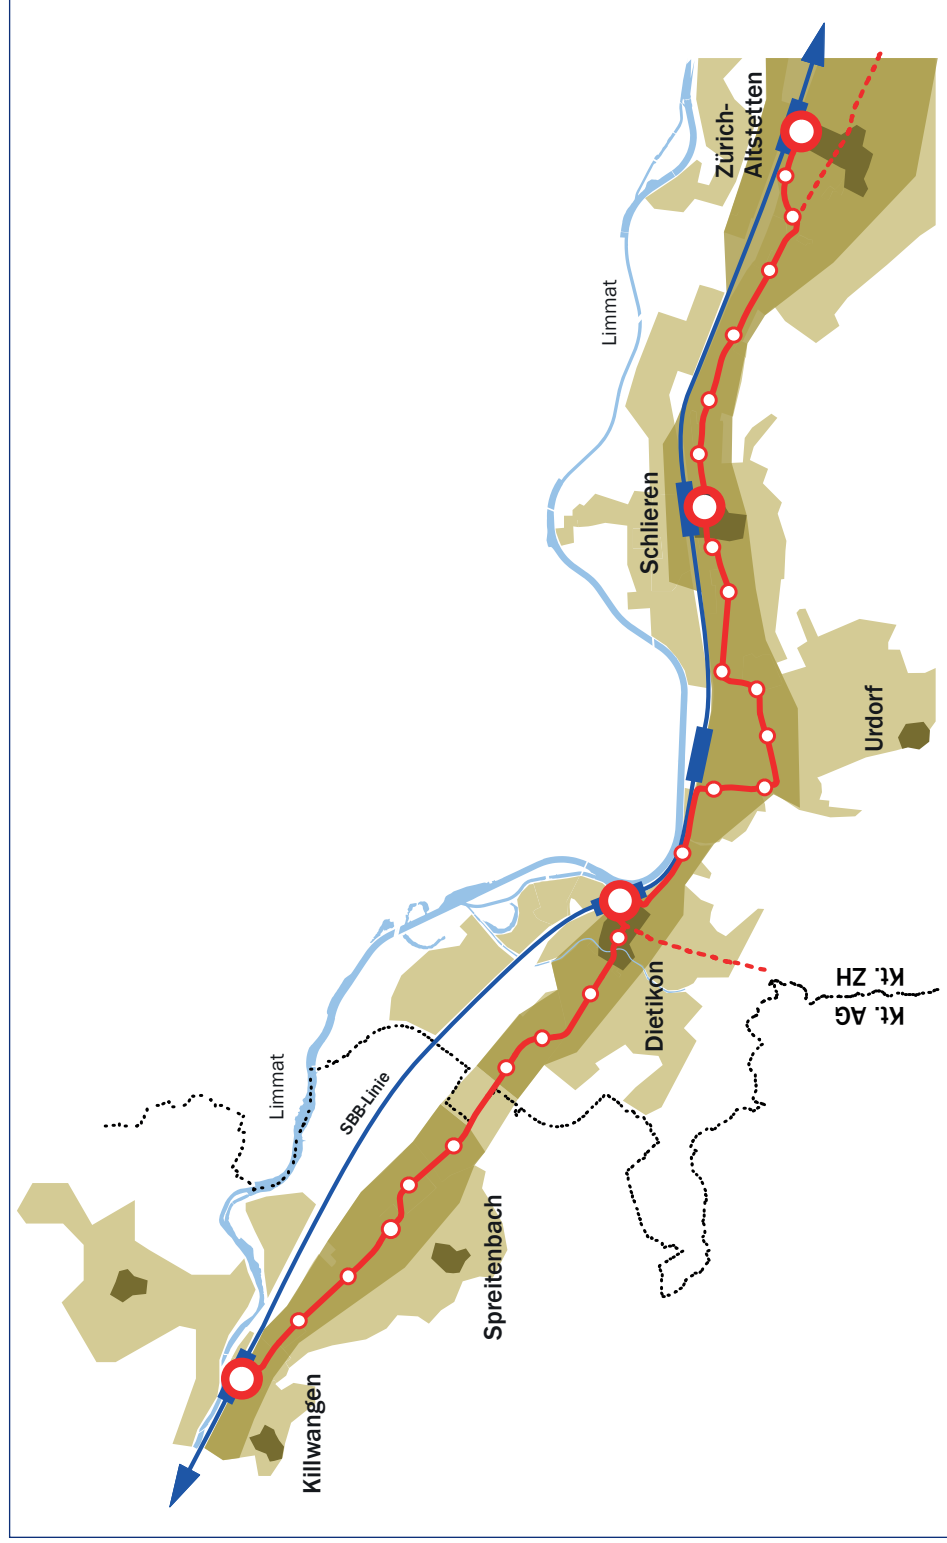 Killwangen
Limmat
SBB-Linie
Spreitenbach
Dietikon
Kt. AG
Kt. ZH
Urdorf
Schlieren
Limmat
Zürich-
Altstetten